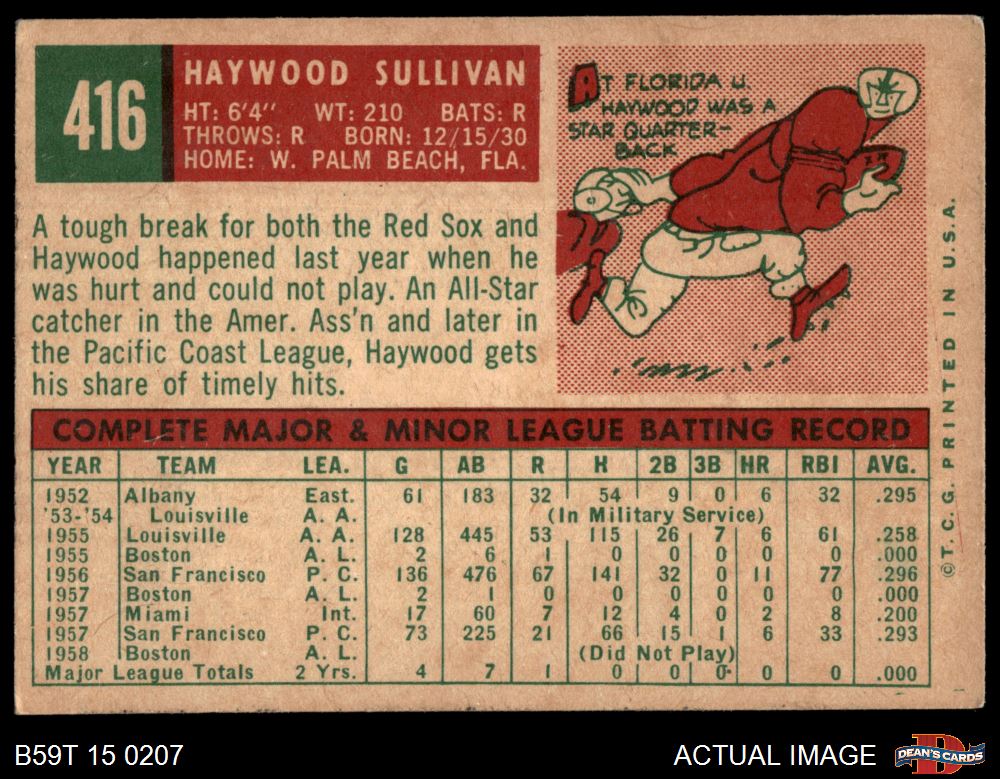 416
HAYWOOD SULLIVAN
HT: 6'4" WT: 210 BATS: R
THROWS: R BORN: 12/15/30
HOME: W. PALM BEACH, FLA.
AT FLORIDA U.
HAYWOOD WAS A
STAR QUARTER-
BACK
A tough break for both the Red Sox and
Haywood happened last year when he
was hurt and could not play. An All-Star
catcher in the Amer. Ass'n and later in
the Pacific Coast League, Haywood gets
his share of timely hits.
COMPLETE MAJOR & MINOR LEAGUE BATTING RECORD
YEAR TEAM LEA. G AB R H 2B 3B HR RBI AVG.
1952 Albany East. 61 183 32 54 9 0 6 32 .295
'53-'54 Louisville A. A. (In Military Service)
1955 Louisville A. A. 128 445 53 115 26 7 6 61 .258
1955 Boston A. L. 2 6 1 0 0 0 0 0 .000
1956 San Francisco P. C. 136 476 67 141 32 0 11 77 .296
1957 Boston A. L. 2 1 0 0 0 0 0 0 .000
1957 Miami Int. 17 60 7 12 4 0 2 8 .200
1957 San Francisco P. C. 73 225 21 66 15 1 6 33 .293
1958 Boston A. L. (Did Not Play)
Major League Totals 2 Yrs. 4 7 1 0 0 0 0 0 .000
©T. C. G. PRINTED IN U.S.A.
B59T 15 0207
ACTUAL IMAGE
D
DEAN'S CARDS